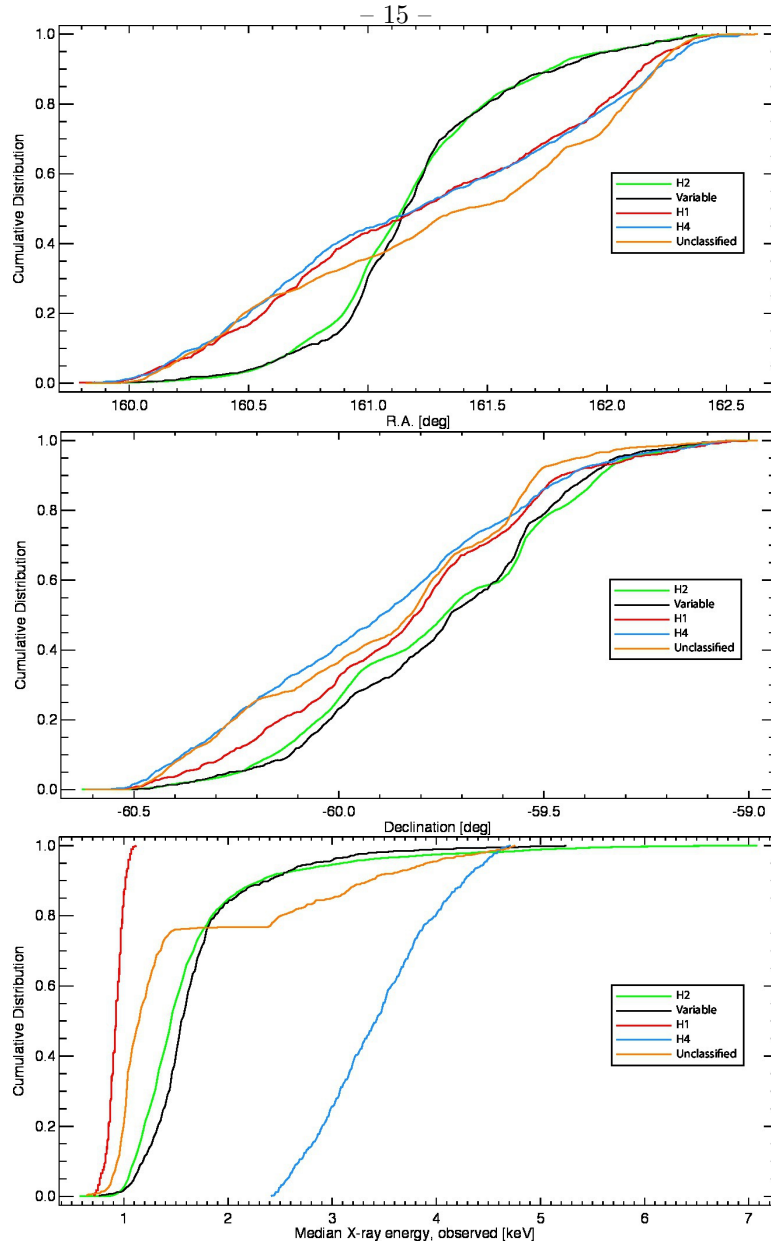 – 15 –
1.0
0.8
0.6
0.4
0.2
0.0
Cumulative Distribution
H2
Variable
H1
H4
Unclassified
160.0 160.5 161.0 161.5 162.0 162.5
R.A. [deg]
1.0
0.8
0.6
0.4
0.2
0.0
Cumulative Distribution
H2
Variable
H1
H4
Unclassified
-60.5 -60.0 -59.5 -59.0
Declination [deg]
1.0
0.8
0.6
0.4
0.2
0.0
Cumulative Distribution
H2
Variable
H1
H4
Unclassified
1 2 3 4 5 6 7
Median X-ray energy, observed [keV]